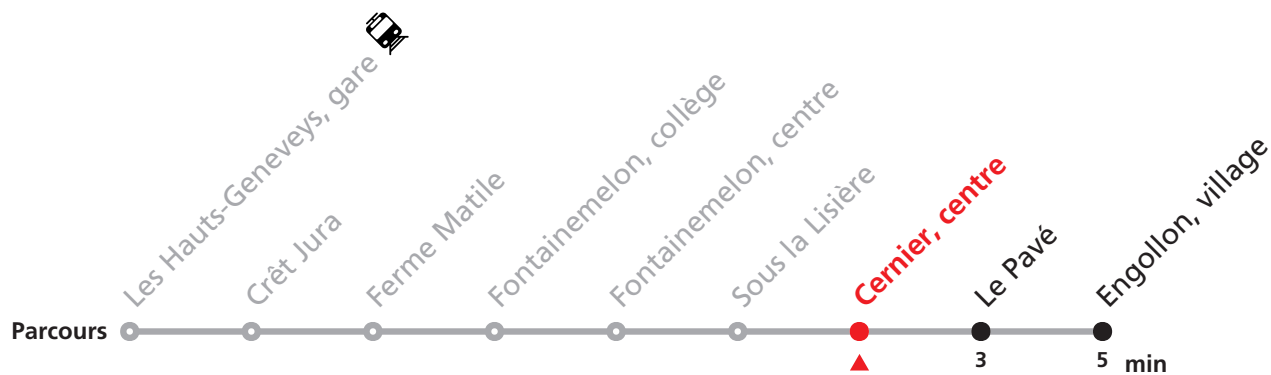 Les Hauts-Geneveys, gare
Crêt Jura
Ferme Matile
Fontainemelon, collège
Fontainemelon, centre
Sous la Lisière
Cernier, centre
Le Pavé
Engollon, village
Parcours
3
5
min